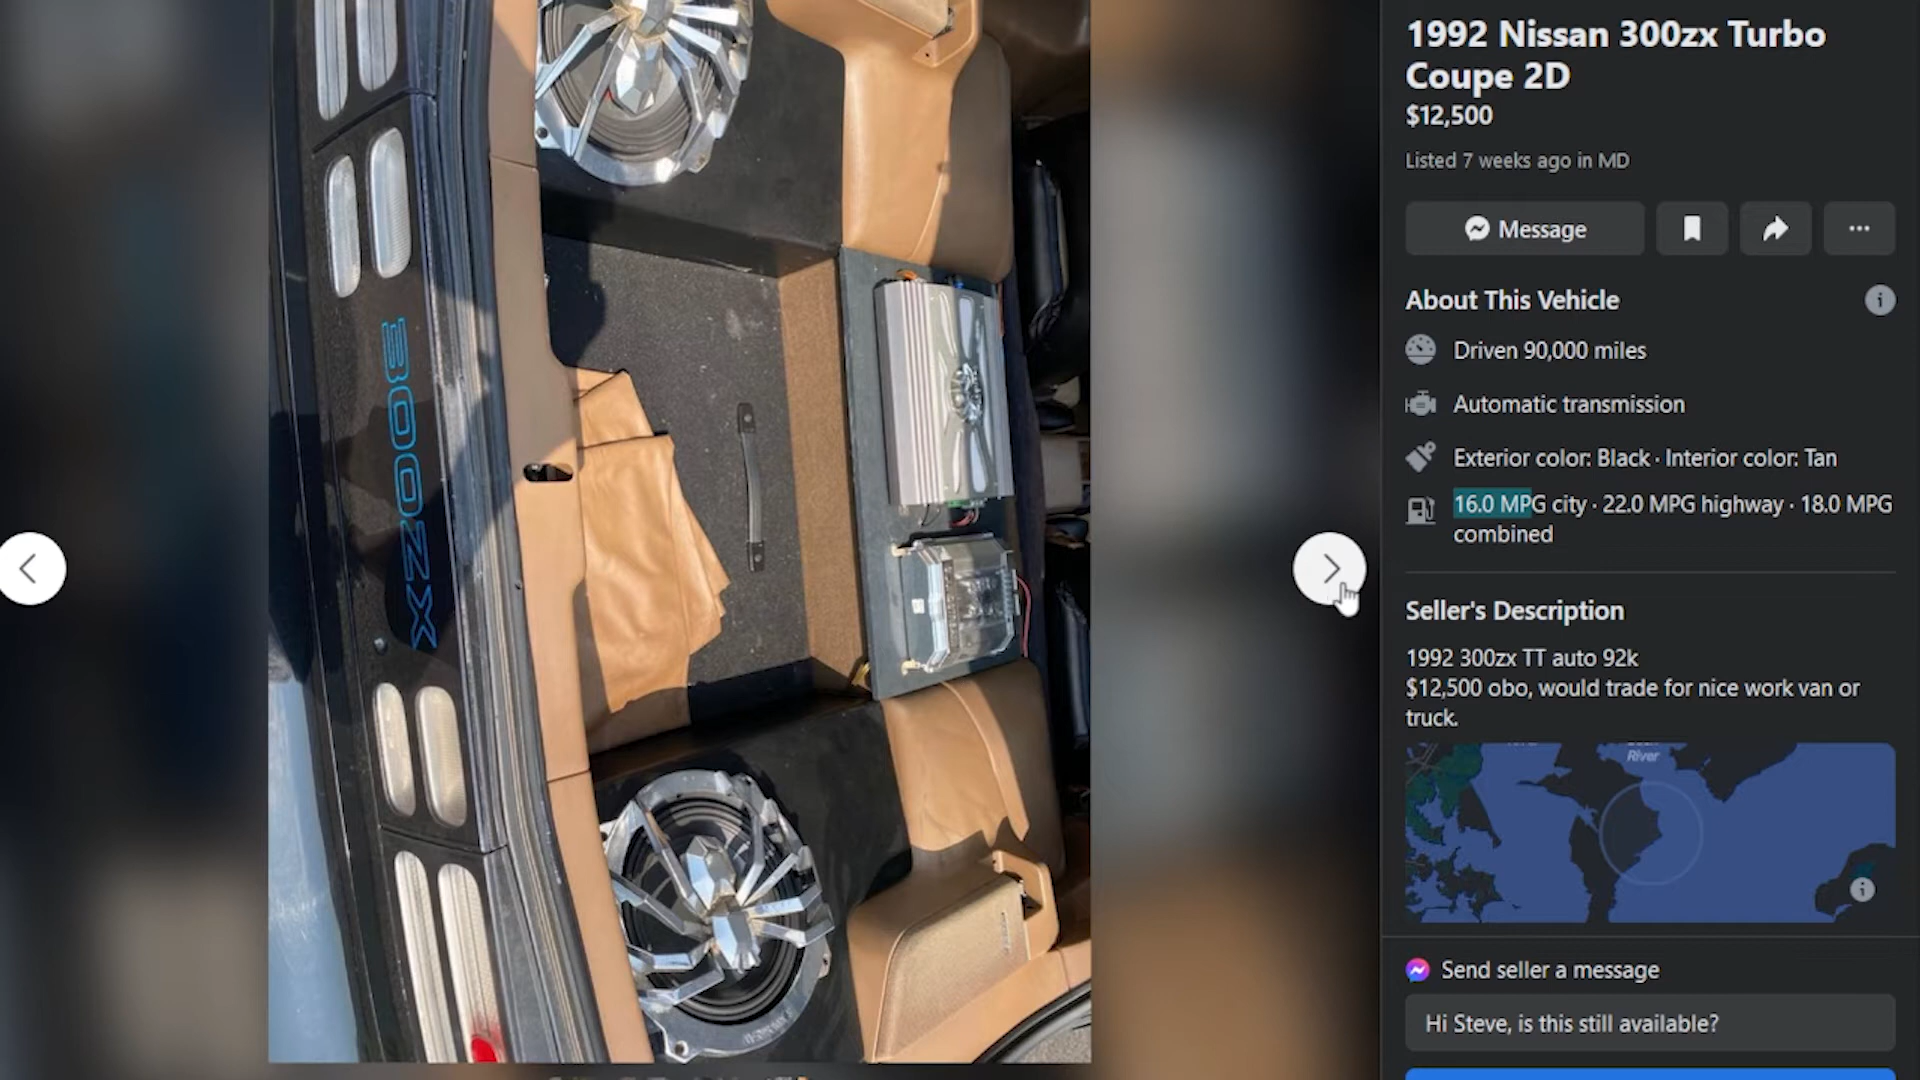 300ZX
1992 Nissan 300zx Turbo
Coupe 2D
$12,500
Listed 7 weeks ago in MD
Message
About This Vehicle
Driven 90,000 miles
Automatic transmission
Exterior color: Black · Interior color: Tan
16.0 MPG city · 22.0 MPG highway · 18.0 MPG
combined
Seller's Description
1992 300zx TT auto 92k
$12,500 obo, would trade for nice work van or
truck.
River
Send seller a message
Hi Steve, is this still available?